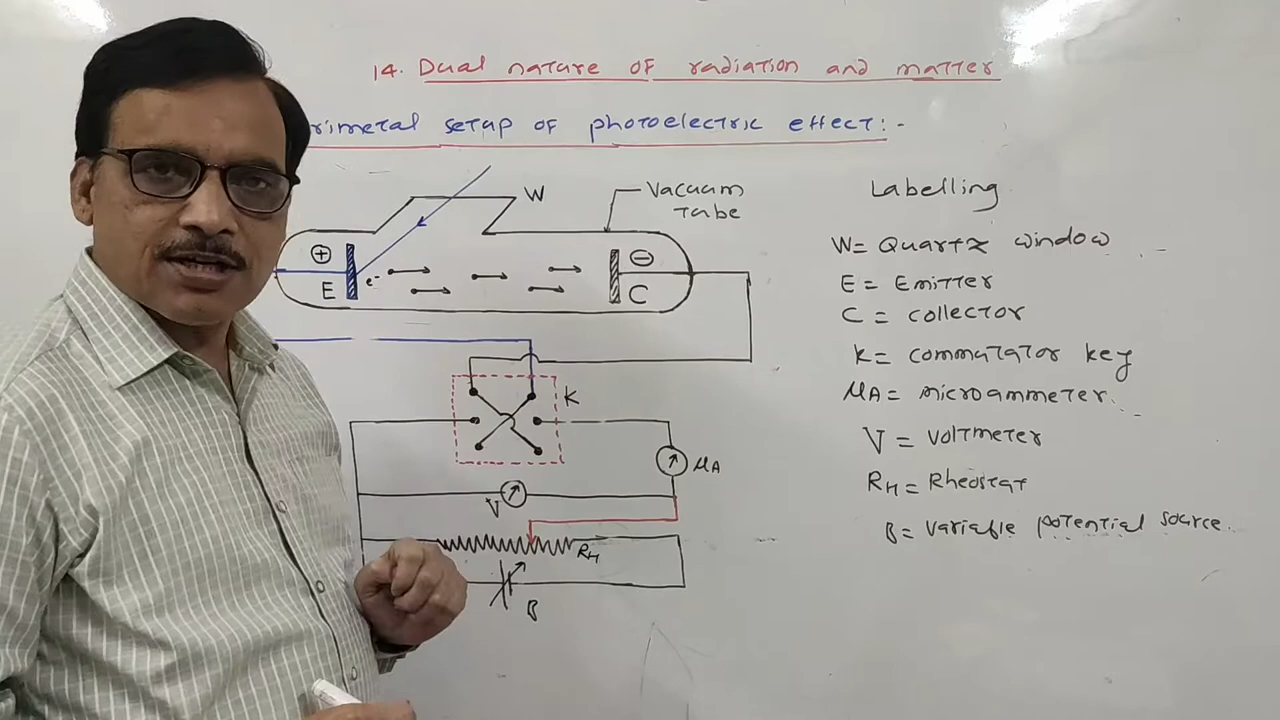 14. Dual nature of radiation and matter
rimetal setup of photoelectric effect:-
W
Vacuum
Tube
+
-
E
e-
C
K
μA
V
RH
B
Labelling
W= Quartz window
E = Emitter
C = collector
K= commutator key
μA= microammeter.
V = voltmeter
RH= Rheostat
B= variable potential source.